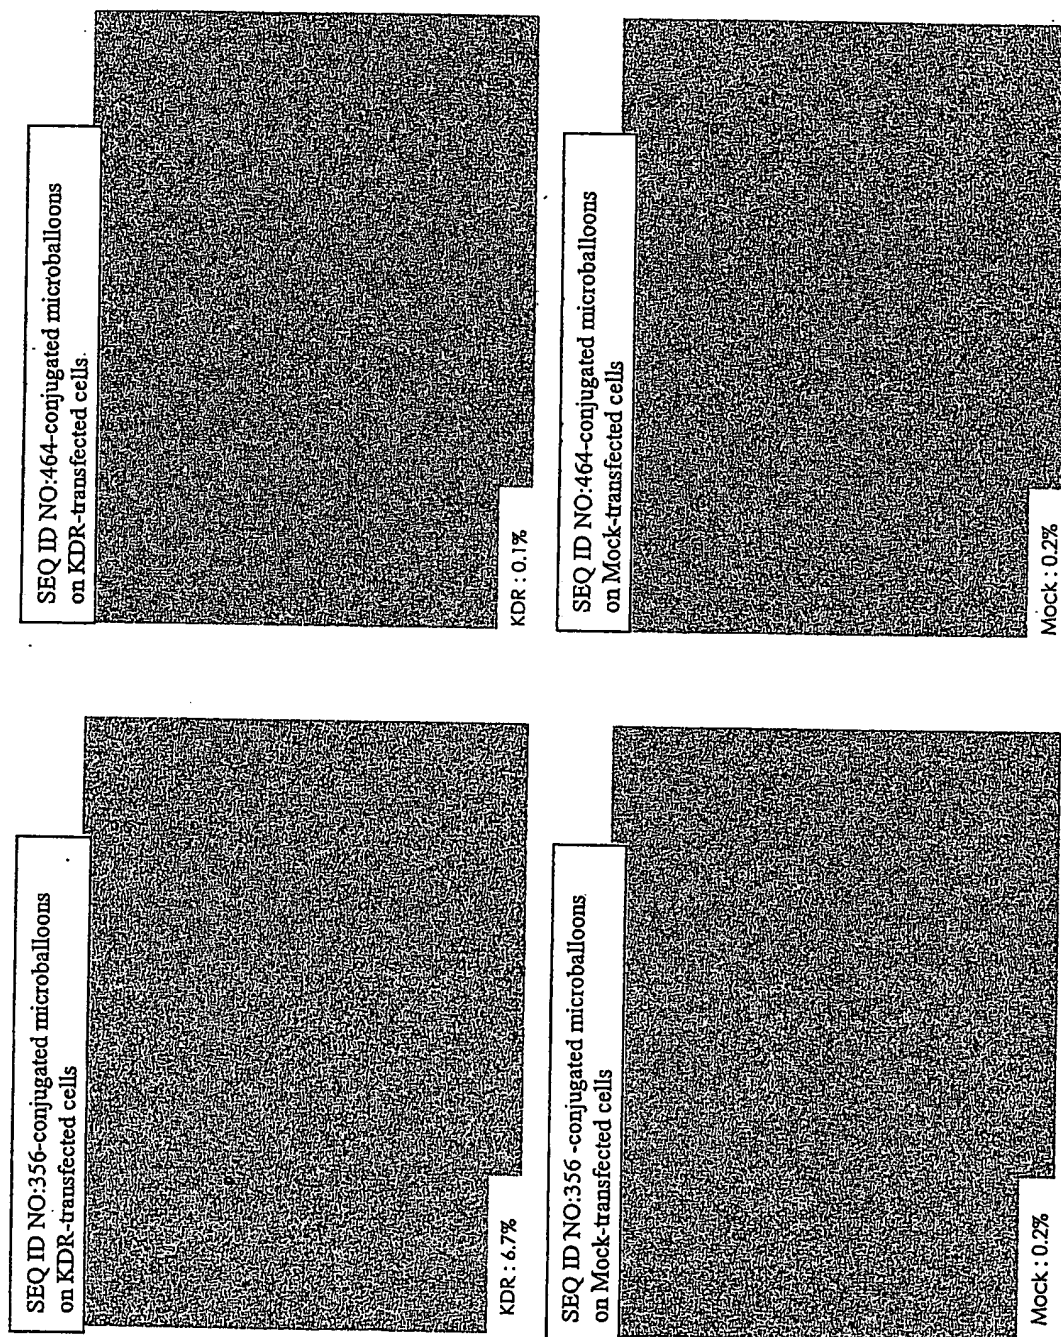 SEQ ID NO:356-conjugated microballoons
on KDR-transfected cells
KDR : 6.7%
SEQ ID NO:464-conjugated microballoons
on KDR-transfected cells
KDR : 0.1%
SEQ ID NO:356 -conjugated microballoons
on Mock-transfected cells
Mock : 0.2%
SEQ ID NO:464-conjugated microballoons
on Mock-transfected cells
Mock : 0.2%